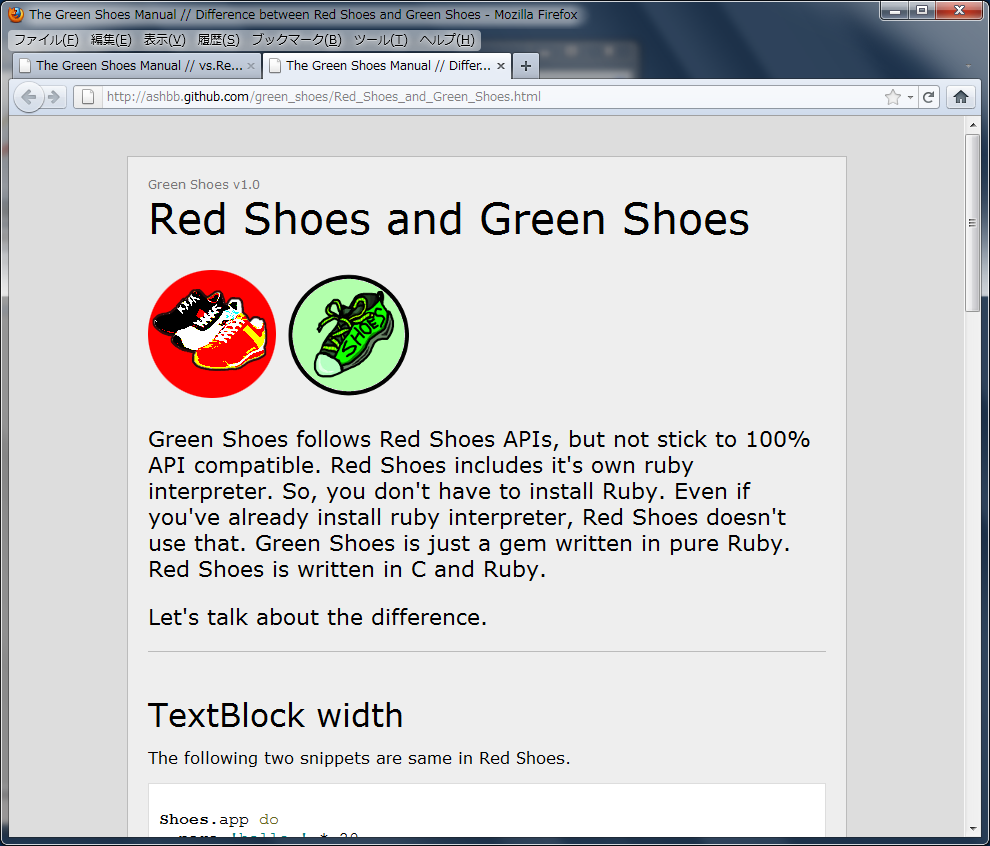 The Green Shoes Manual // Difference between Red Shoes and Green Shoes - Mozilla Firefox
ファイル(F) 編集(E) 表示(V) 履歴(S) ブックマーク(B) ツール(T) ヘルプ(H)
The Green Shoes Manual // vs.Re... The Green Shoes Manual // Differ...
http://ashbb.github.com/green_shoes/Red_Shoes_and_Green_Shoes.html
Green Shoes v1.0
Red Shoes and Green Shoes
SHOES
Green Shoes follows Red Shoes APIs, but not stick to 100%
API compatible. Red Shoes includes it's own ruby
interpreter. So, you don't have to install Ruby. Even if
you've already install ruby interpreter, Red Shoes doesn't
use that. Green Shoes is just a gem written in pure Ruby.
Red Shoes is written in C and Ruby.
Let's talk about the difference.
TextBlock width
The following two snippets are same in Red Shoes.
Shoes.app do
para 'hello ' * 20